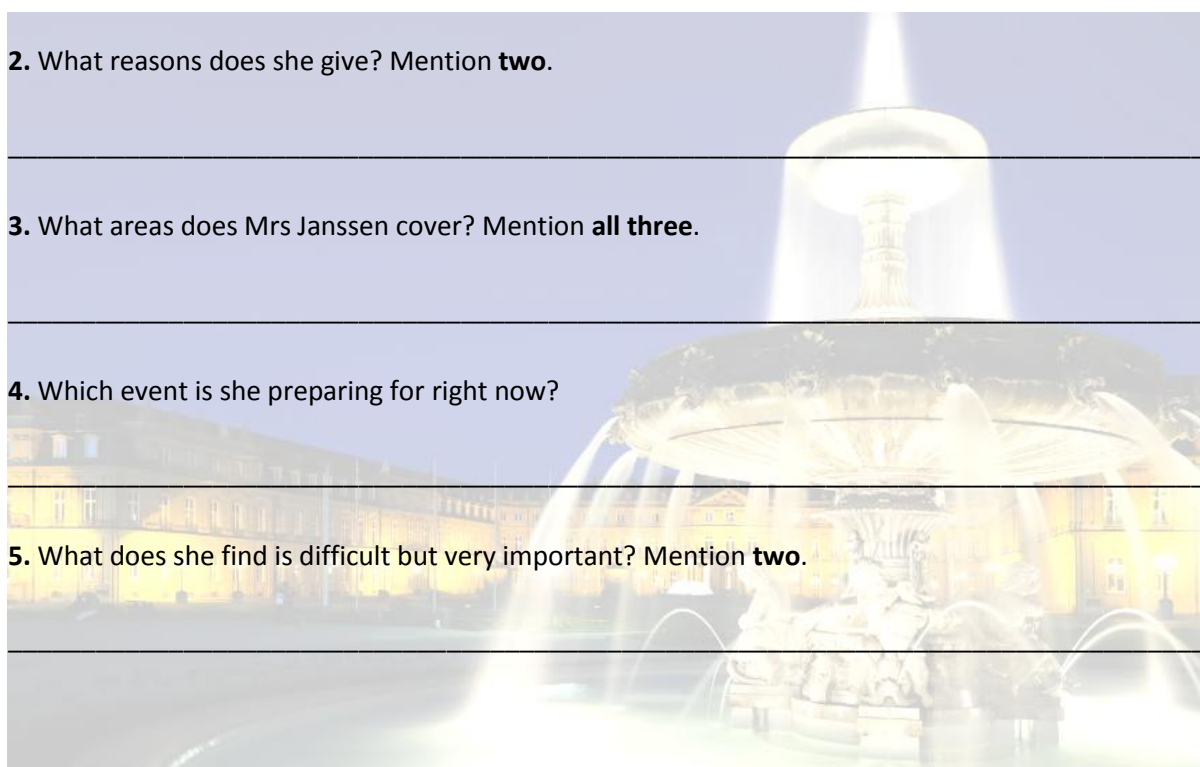 2. What reasons does she give? Mention two.
3. What areas does Mrs Janssen cover? Mention all three.
4. Which event is she preparing for right now?
5. What does she find is difficult but very important? Mention two.